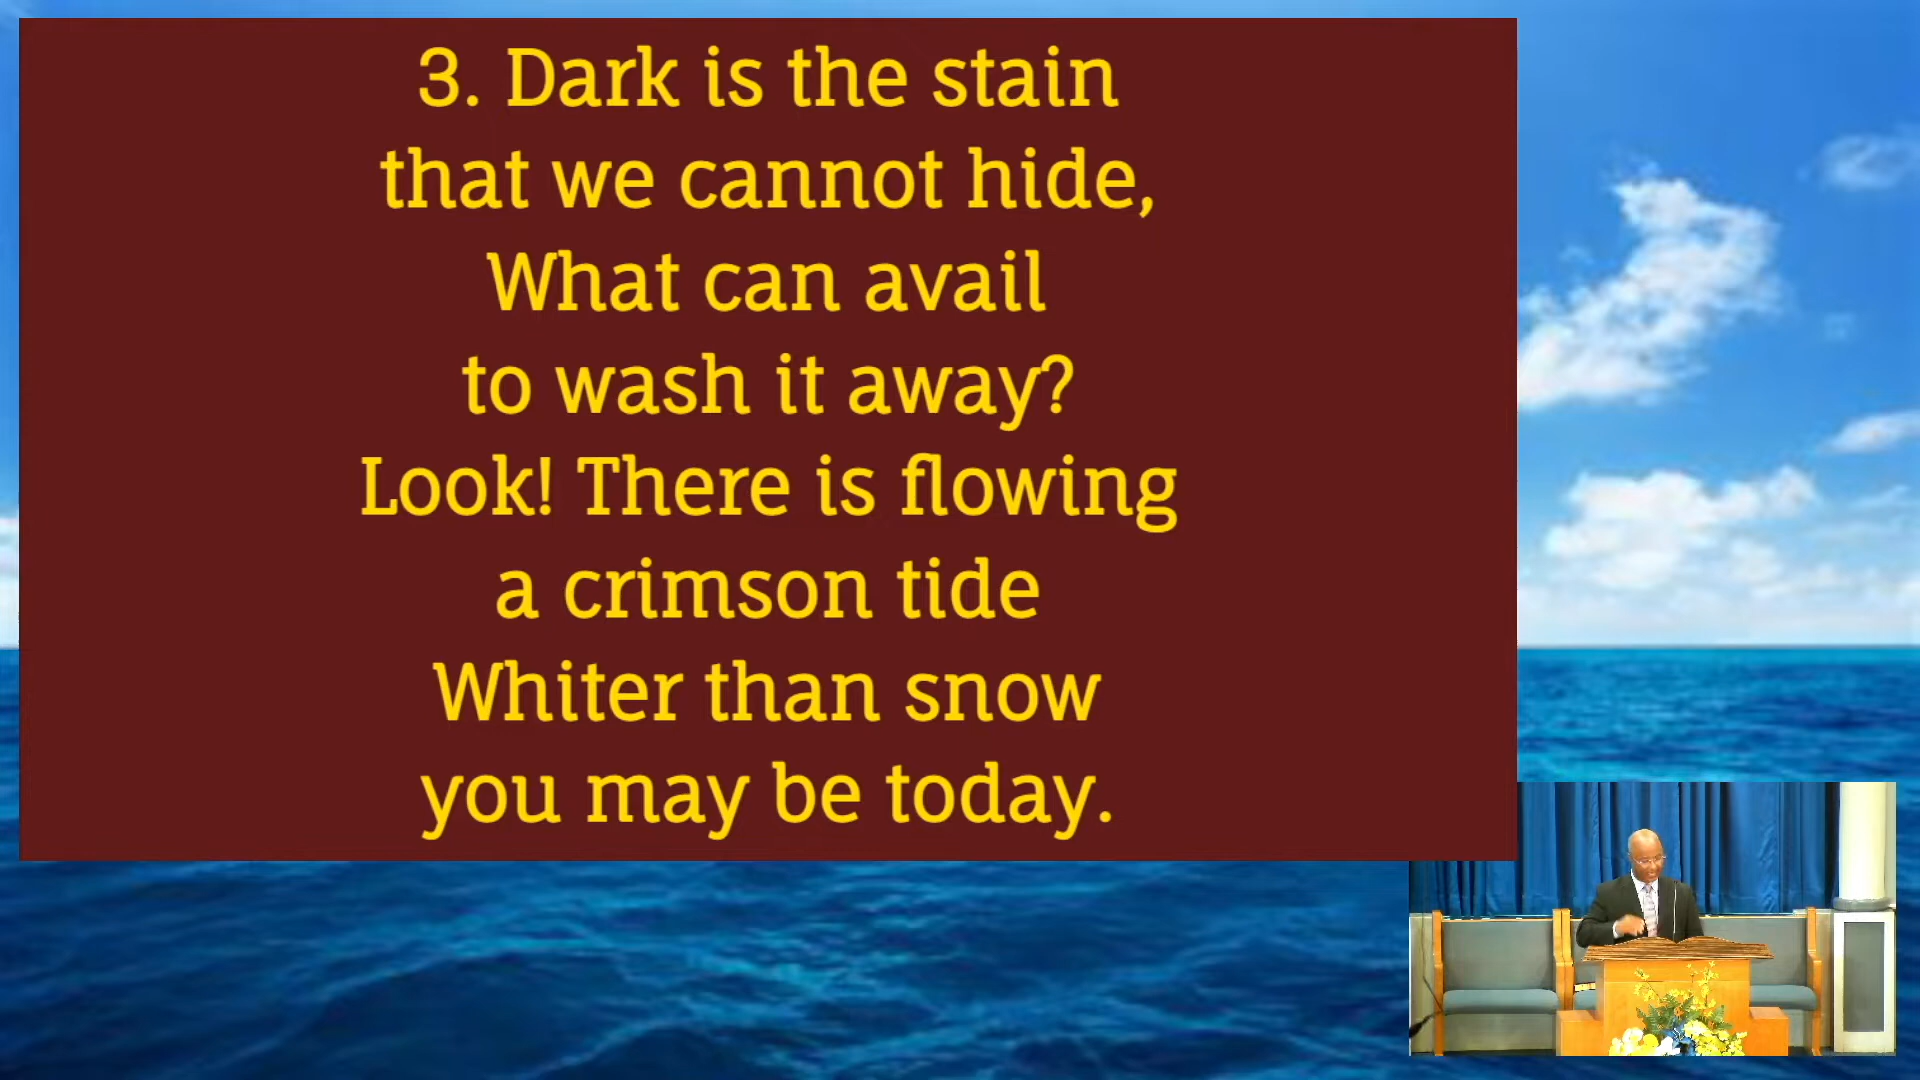 3. Dark is the stain
that we cannot hide,
What can avail
to wash it away?
Look! There is flowing
a crimson tide
Whiter than snow
you may be today.